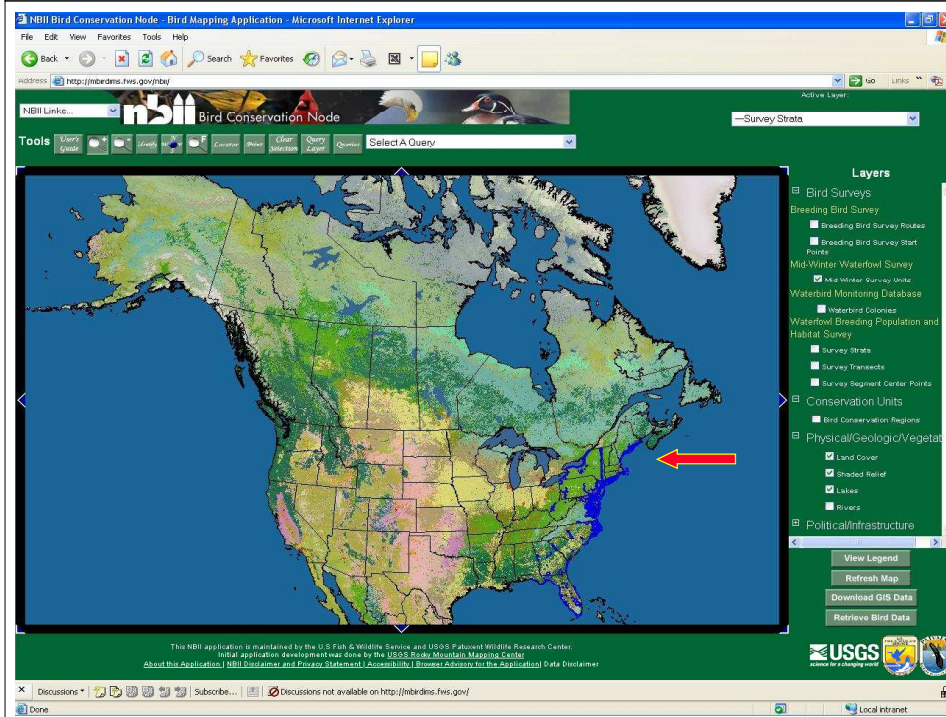 NBII Bird Conservation Node - Bird Mapping Application - Microsoft Internet Explorer
File Edit View Favorites Tools Help
Back Search Favorites
Address http://mbirdims.fws.gov/nbii/ Go Links
NBII Links... nbii Bird Conservation Node
Active Layer:
—Survey Strata
Tools User's Guide Identify F Locator Print Clear Selection Query Layer Queries Select A Query
Layers
Bird Surveys
Breeding Bird Survey
Breeding Bird Survey Routes
Breeding Bird Survey Start
Points
Mid-Winter Waterfowl Survey
Mid Winter Survey Units
Waterbird Monitoring Database
Waterbird Colonies
Waterfowl Breeding Population and
Habitat Survey
Survey Strata
Survey Transects
Survey Segment Center Points
Conservation Units
Bird Conservation Regions
Physical/Geologic/Vegetat
Land Cover
Shaded Relief
Lakes
Rivers
Political/Infrastructure
View Legend
Refresh Map
Download GIS Data
Retrieve Bird Data
This NBII application is maintained by the U.S Fish & Wildlife Service and USGS Patuxent Wildlife Research Center.
Initial application development was done by the USGS Rocky Mountain Mapping Center
About this Application | NBII Disclaimer and Privacy Statement | Accessibility | Browser Advisory for the Application| Data Disclaimer
USGS
science for a changing world
Discussions Subscribe... Discussions not available on http://mbirdims.fws.gov/
Done Local intranet